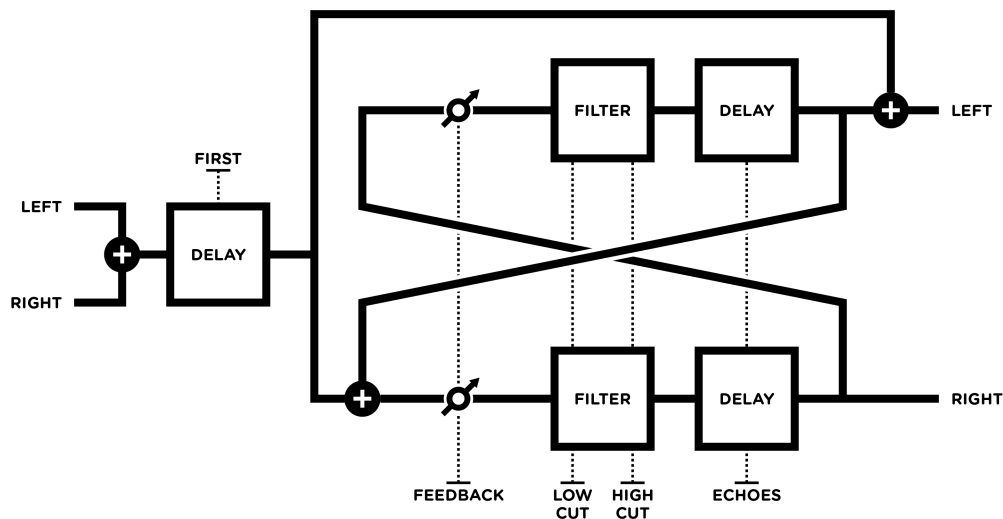 FILTER
DELAY
LEFT
FIRST
LEFT
DELAY
RIGHT
FILTER
DELAY
RIGHT
FEEDBACK
LOW
CUT
HIGH
CUT
ECHOES